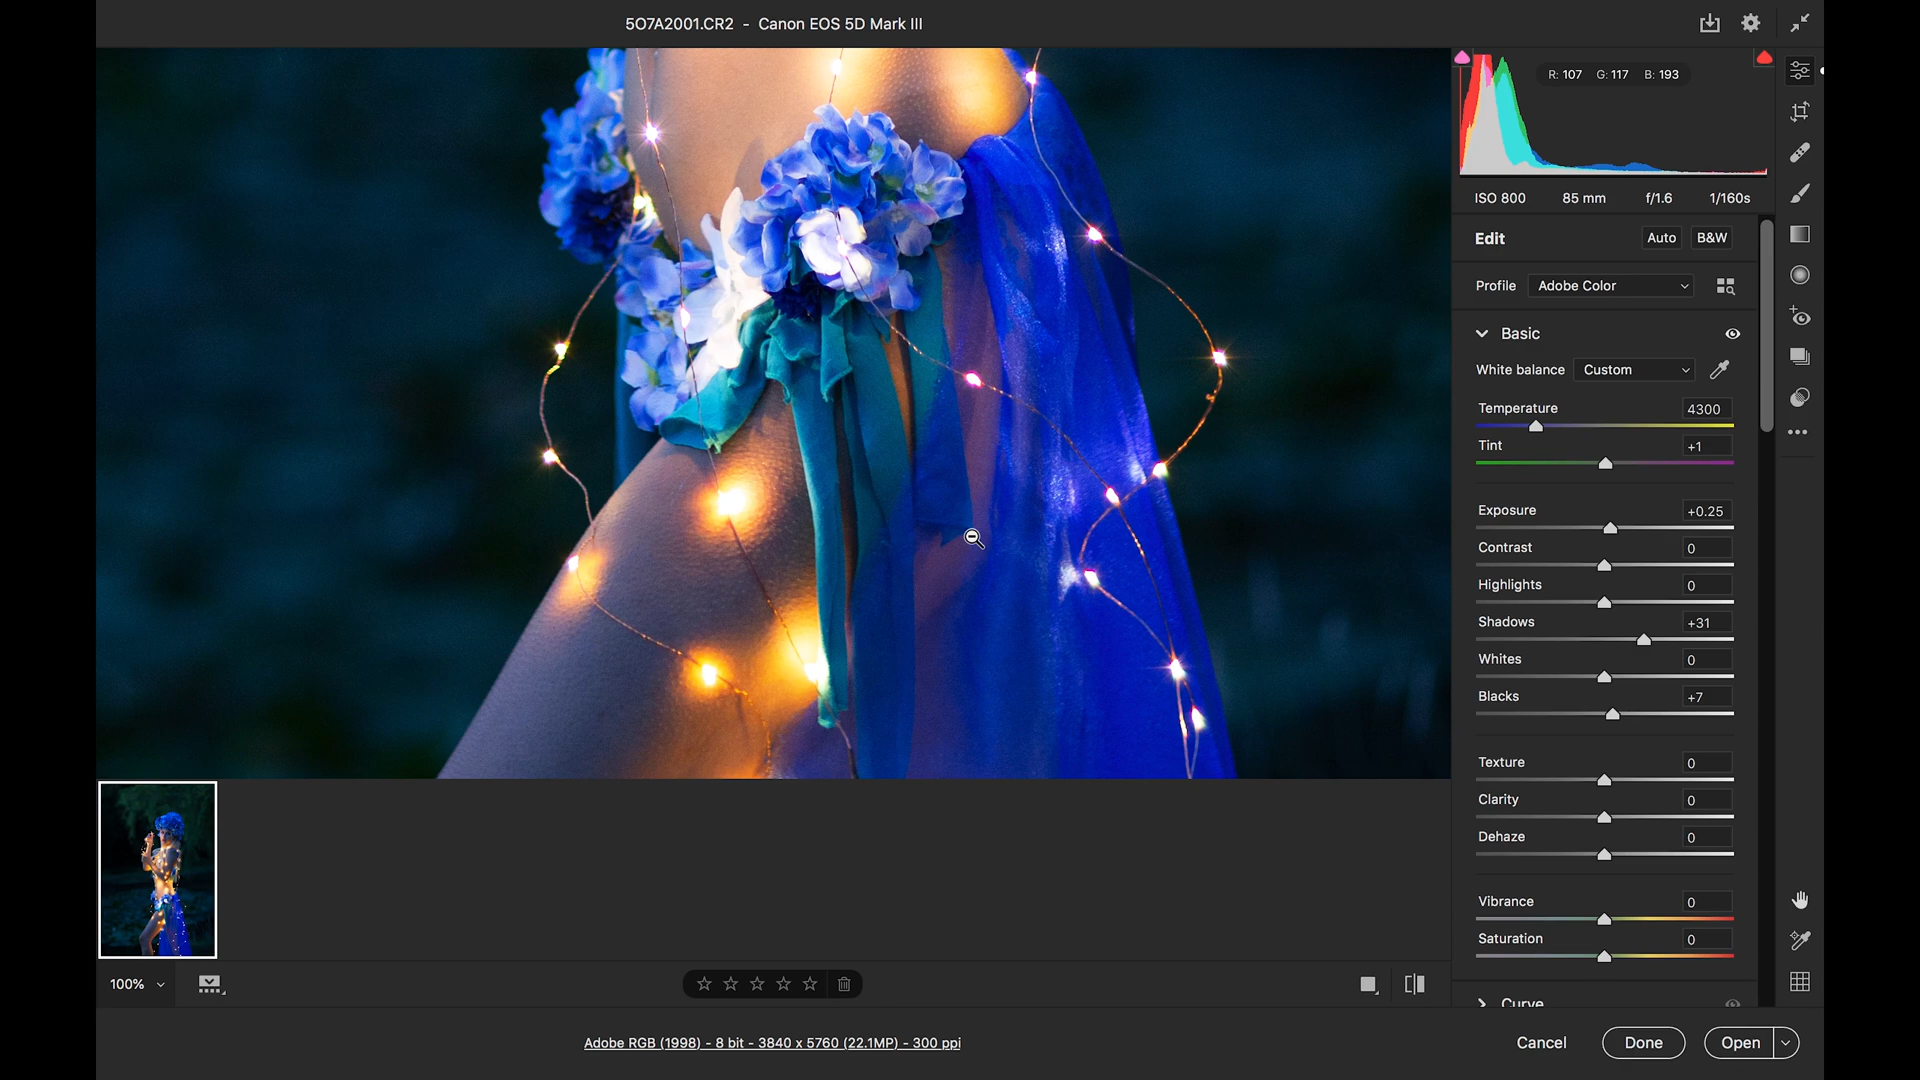 5O7A2001.CR2 - Canon EOS 5D Mark III
R: 107 G: 117 B: 193
ISO 800 85 mm f/1.6 1/160s
Edit Auto B&W
Profile Adobe Color
Basic
White balance Custom
Temperature 4300
Tint +1
Exposure +0.25
Contrast 0
Highlights 0
Shadows +31
Whites 0
Blacks +7
Texture 0
Clarity 0
Dehaze 0
Vibrance 0
Saturation 0
Curve
100%
Adobe RGB (1998) - 8 bit - 3840 x 5760 (22.1MP) - 300 ppi
Cancel Done Open